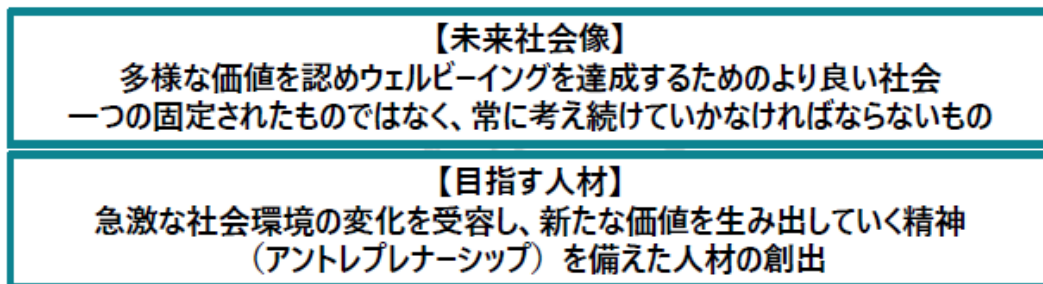 【未来社会像】
多様な価値を認めウェルビーイングを達成するためのより良い社会
一つの固定されたものではなく、常に考え続けていかなければならないもの
【目指す人材】
急激な社会環境の変化を受容し、新たな価値を生み出していく精神
（アントレプレナーシップ）を備えた人材の創出